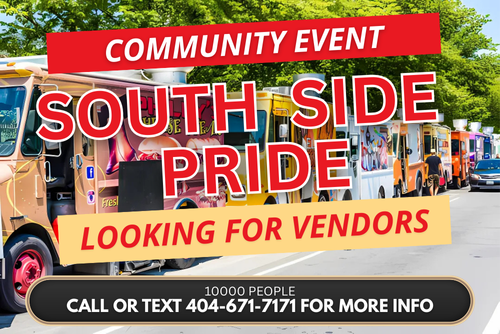 COMMUNITY EVENT
SOUTH SIDE
PRIDE
LOOKING FOR VENDORS
10000 PEOPLE
CALL OR TEXT 404-671-7171 FOR MORE INFO